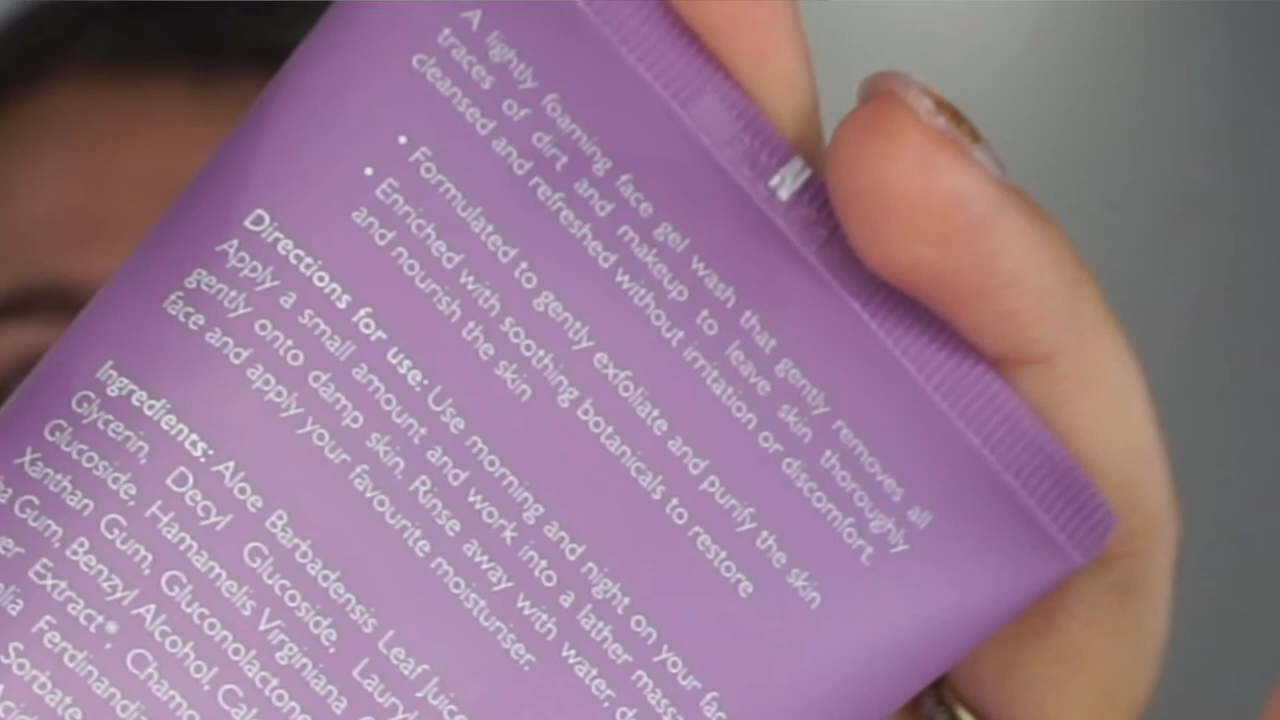 A lightly foaming face gel wash that gently removes all
traces of dirt and makeup to leave skin thoroughly
cleansed and refreshed without irritation or discomfort.
• Formulated to gently exfoliate and purify the skin
• Enriched with soothing botanicals to restore
and nourish the skin
Directions for use: Use morning and night on your
Apply a small amount and work into a lather
gently onto damp skin. Rinse away with water,
face and apply your favourite moisturiser.
Ingredients: Aloe Barbadensis Leaf Juice
Glycerin, Decyl Glucoside,
Glucoside, Hamamelis Virginiana
Xanthan Gum, Gluconolactone
Gum, Benzyl Alcohol,
Extract*,
Sorbate